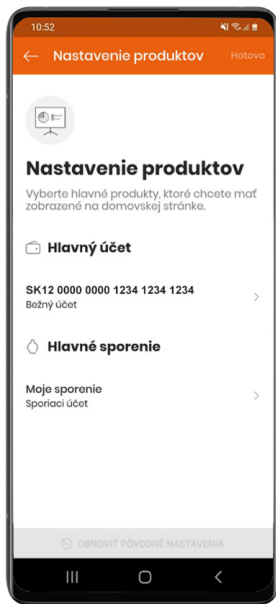 10:52
Nastavenie produktov
Hotovo
Nastavenie produktov
Vyberte hlavné produkty, ktoré chcete mať
zobrazené na domovskej stránke.
Hlavný účet
SK12 0000 0000 1234 1234 1234
Bežný účet
Hlavné sporenie
Moje sporenie
Sporiaci účet
OBNOVIŤ PÔVODNÉ NASTAVENIA